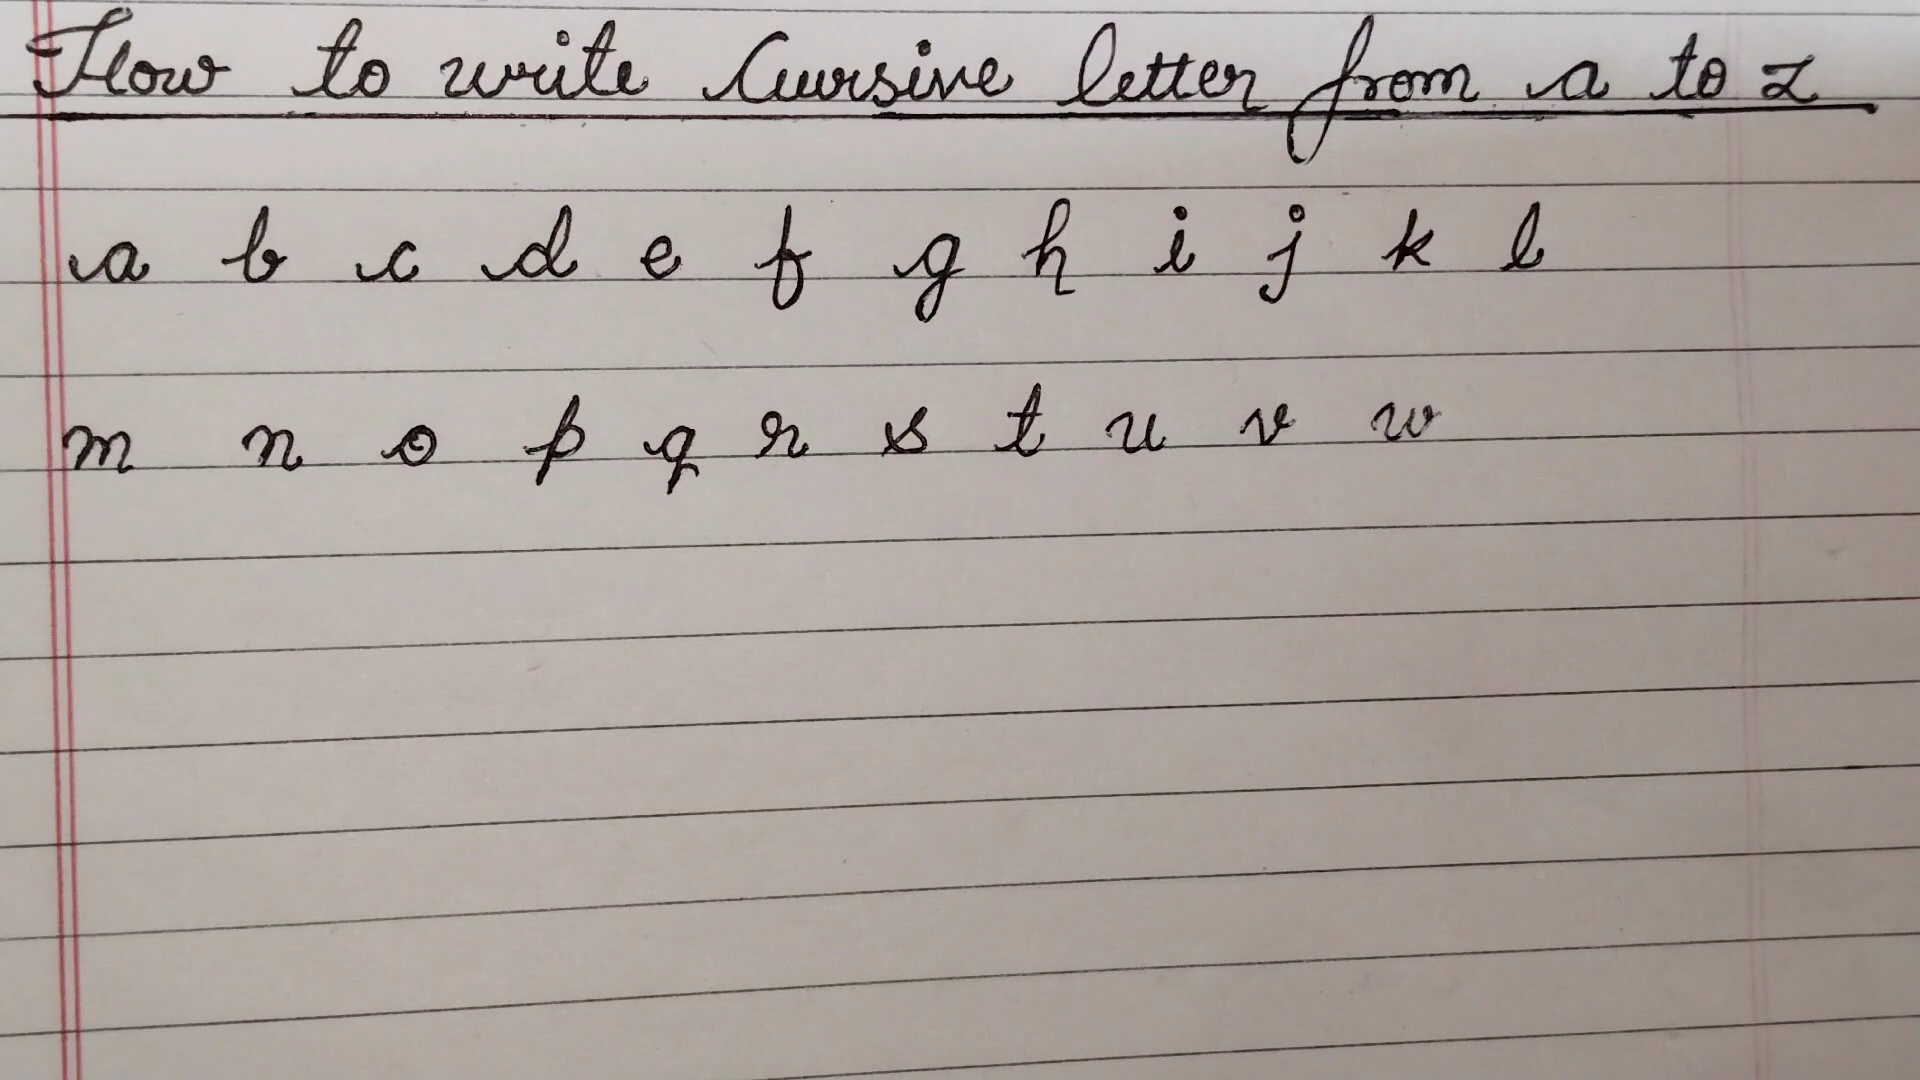 How to write Cursive letter from a to z
a b c d e f g h i j k l
m n o p q r s t u v w